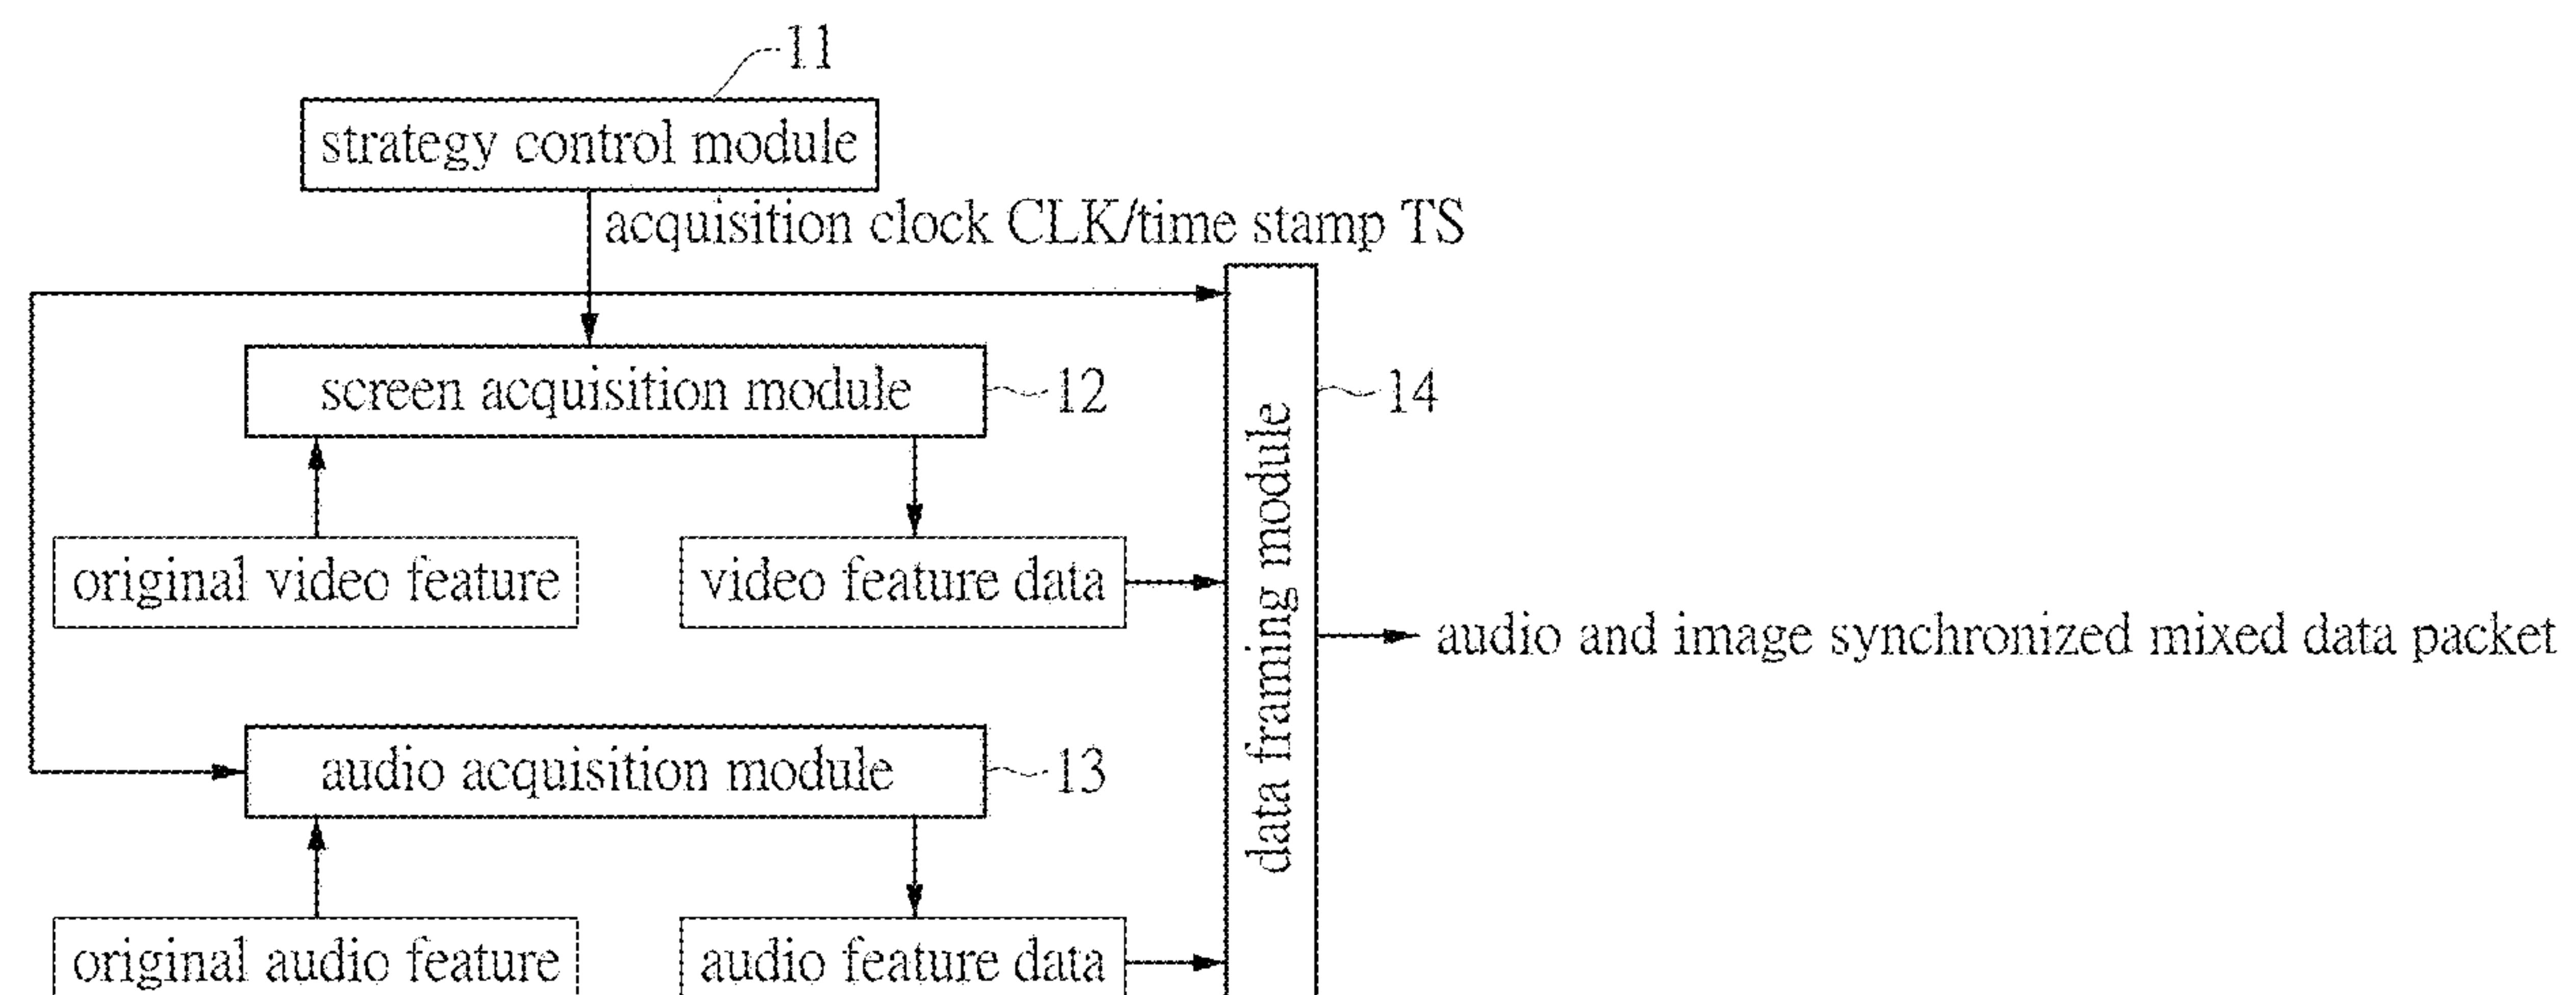 11
strategy control module
acquisition clock CLK/time stamp TS
screen acquisition module
12
14
original video feature
video feature data
data framing module
audio and image synchronized mixed data packet
audio acquisition module
13
original audio feature
audio feature data